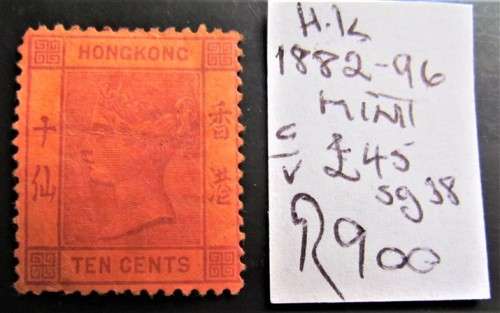 HONGKONG
十仙
香港
TEN CENTS
H.K
1882-96
MINT
C/V £45
SG 38
R900